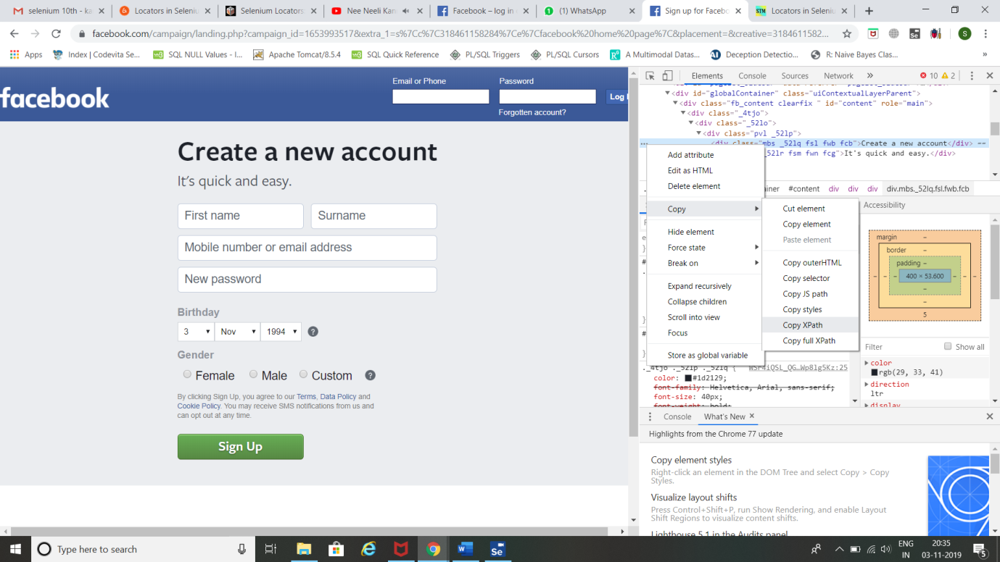 selenium 10th - ka
Locators in Seleniu
Selenium Locators:
Nee Neeli Kan
Facebook – log in
(1) WhatsApp
Sign up for Facebo
Locators in Seleniu
facebook.com/campaign/landing.php?campaign_id=1653993517&extra_1=s%7Cc%7C318461158284%7Ce%7Cfacebook%20home%20page%7C&placement=&creative=3184611582...
S
Apps
Index | Codevita Se...
SQL NULL Values - I...
Apache Tomcat/8.5.4
SQL Quick Reference
PL/SQL Triggers
PL/SQL Cursors
A Multimodal Datas...
Deception Detectio...
R: Naive Bayes Clas...
facebook
Email or Phone
Password
Log I
Forgotten account?
Create a new account
It's quick and easy.
First name
Surname
Mobile number or email address
New password
Birthday
3
Nov
1994
Gender
Female
Male
Custom
By clicking Sign Up, you agree to our Terms, Data Policy and
Cookie Policy. You may receive SMS notifications from us and
can opt out at any time.
Sign Up
Elements
Console
Sources
Network
10
2
<div id="globalContainer" class="uiContextualLayerParent">
<div class="fb_content clearfix " id="content" role="main">
<div class="_4tjo">
<div class="_52lo">
<div class="pvl _52lp">
<div class="mbs _52lq fsl fwb fcb">Create a new account</div> ==
_52lr fsm fwn fcg">It's quick and easy.</div>
iner
#content
div
div
div
div.mbs._52lq.fsl.fwb.fcb
Add attribute
Edit as HTML
Delete element
Copy
Hide element
Force state
Break on
Expand recursively
Collapse children
Scroll into view
Focus
Store as global variable
Cut element
Copy element
Paste element
Copy outerHTML
Copy selector
Copy JS path
Copy styles
Copy XPath
Copy full XPath
Accessibility
margin
border
padding
400 × 53.600
5
Filter
Show all
color
rgb(29, 33, 41)
direction
ltr
display
._4tjo ._52lp ._52lq {
WSr4iQSL_QG…Wp81g5Kz:25
color: #1d2129;
font-family: Helvetica, Arial, sans-serif;
font-size: 40px;
font-weight: bold;
Console
What's New
Highlights from the Chrome 77 update
Copy element styles
Right-click an element in the DOM Tree and select Copy > Copy
Styles.
Visualize layout shifts
Press Control+Shift+P, run Show Rendering, and enable Layout
Shift Regions to visualize content shifts.
Lighthouse 5.1 in the Audits panel
Type here to search
ENG
IN
20:35
03-11-2019
5